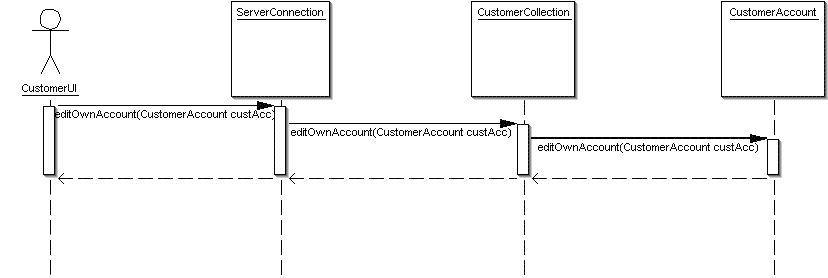 ServerConnection
CustomerCollection
CustomerAccount
CustomerUI
editOwnAccount(CustomerAccount custAcc)
editOwnAccount(CustomerAccount custAcc)
editOwnAccount(CustomerAccount custAcc)